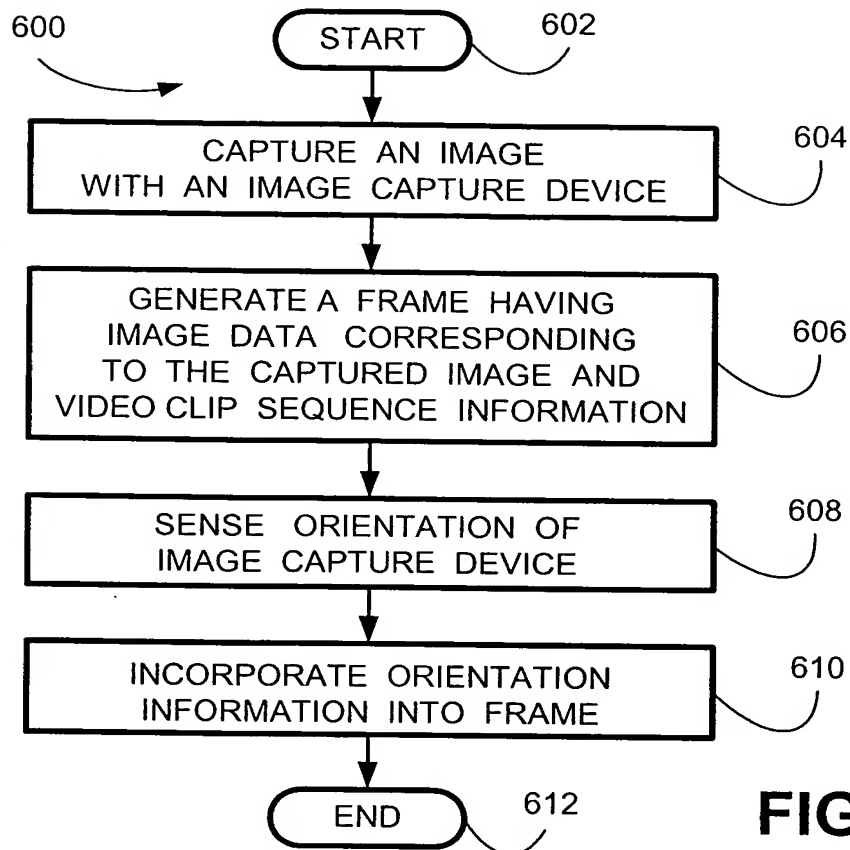 600
START
602
CAPTURE AN IMAGE
WITH AN IMAGE CAPTURE DEVICE
604
GENERATE A FRAME HAVING
IMAGE DATA CORRESPONDING
TO THE CAPTURED IMAGE AND
VIDEO CLIP SEQUENCE INFORMATION
606
SENSE ORIENTATION OF
IMAGE CAPTURE DEVICE
608
INCORPORATE ORIENTATION
INFORMATION INTO FRAME
610
END
612
FIG